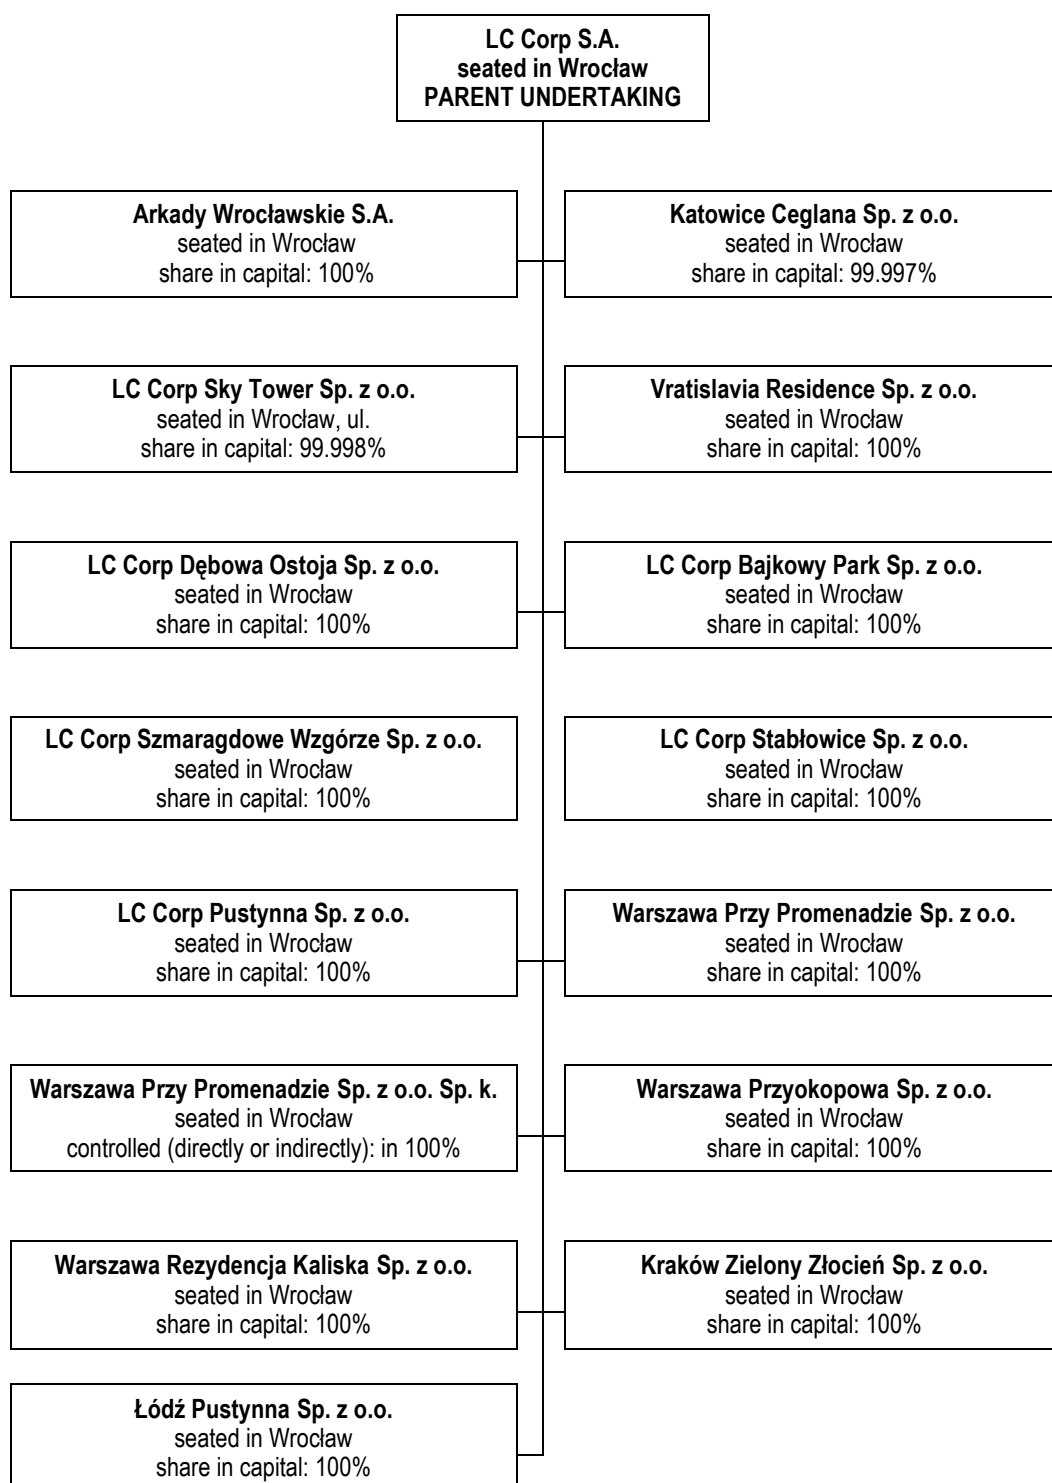 LC Corp S.A.
seated in Wrocław
PARENT UNDERTAKING
Arkady Wrocławskie S.A.
seated in Wrocław
share in capital: 100%
Katowice Ceglana Sp. z o.o.
seated in Wrocław
share in capital: 99.997%
LC Corp Sky Tower Sp. z o.o.
seated in Wrocław, ul.
share in capital: 99.998%
Vratislavia Residence Sp. z o.o.
seated in Wrocław
share in capital: 100%
LC Corp Dębowa Ostoja Sp. z o.o.
seated in Wrocław
share in capital: 100%
LC Corp Bajkowy Park Sp. z o.o.
seated in Wrocław
share in capital: 100%
LC Corp Szmaragdowe Wzgórze Sp. z o.o.
seated in Wrocław
share in capital: 100%
LC Corp Stabłowice Sp. z o.o.
seated in Wrocław
share in capital: 100%
LC Corp Pustynna Sp. z o.o.
seated in Wrocław
share in capital: 100%
Warszawa Przy Promenadzie Sp. z o.o.
seated in Wrocław
share in capital: 100%
Warszawa Przy Promenadzie Sp. z o.o. Sp. k.
seated in Wrocław
controlled (directly or indirectly): in 100%
Warszawa Przyokopowa Sp. z o.o.
seated in Wrocław
share in capital: 100%
Warszawa Rezydencja Kaliska Sp. z o.o.
seated in Wrocław
share in capital: 100%
Kraków Zielony Złocień Sp. z o.o.
seated in Wrocław
share in capital: 100%
Łódź Pustynna Sp. z o.o.
seated in Wrocław
share in capital: 100%